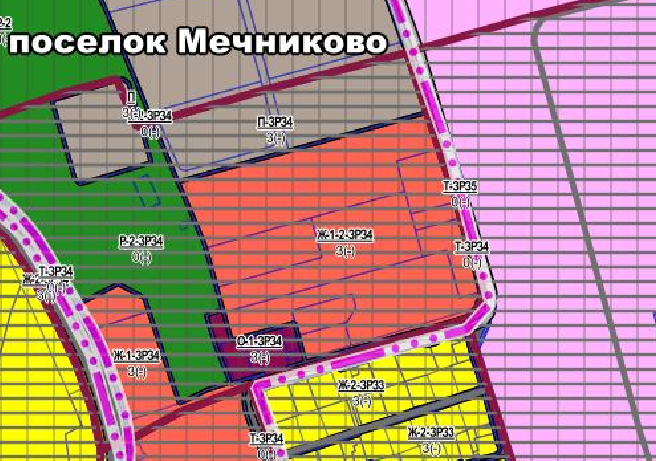 поселок Мечниково
П
П-ЗР34
3(-)
0(-)
Т-ЗР35
0(-)
Т-ЗР34
0(-)
Ж-1-2-ЗР34
3(-)
Р-2-ЗР34
0(-)
Т-ЗР34
О-1-ЗР34
3(-)
Ж-1-ЗР34
3(-)
Ж-2-ЗР33
3(-)
Ж-2-ЗР33
3(-)
Т-ЗР34
0(-)